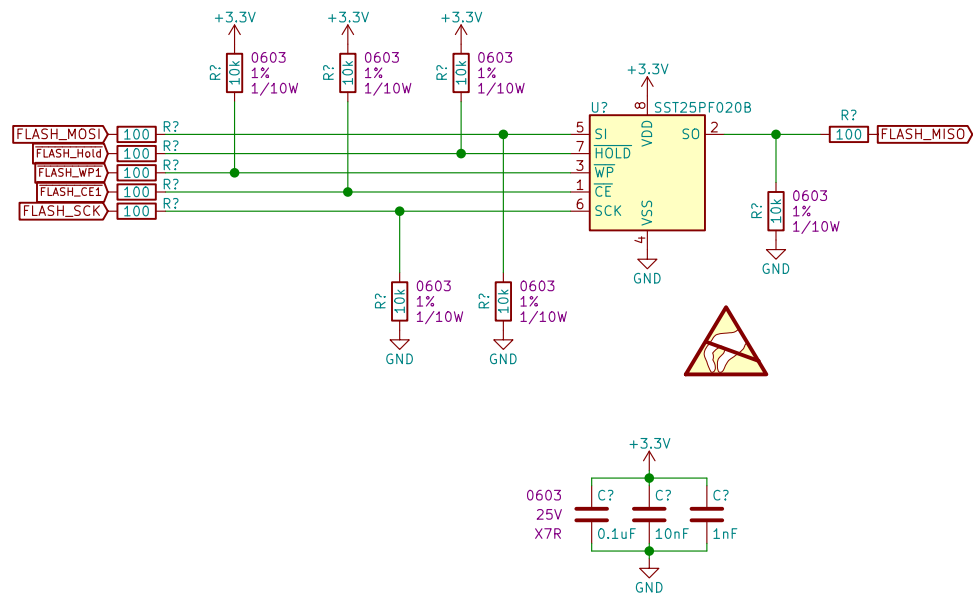 +3.3V
+3.3V
+3.3V
R?
10k
0603
1%
1/10W
R?
10k
0603
1%
1/10W
R?
10k
0603
1%
1/10W
+3.3V
U?
8
SST25PF020B
VDD
FLASH_MOSI
100
R?
5
SI
SO
2
R?
100
FLASH_MISO
FLASH_Hold
100
R?
7
HOLD
FLASH_WP1
100
R?
3
WP
FLASH_CE1
100
R?
1
CE
FLASH_SCK
100
R?
6
SCK
VSS
4
GND
R?
10k
0603
1%
1/10W
GND
R?
10k
0603
1%
1/10W
GND
R?
10k
0603
1%
1/10W
GND
+3.3V
0603
25V
X7R
C?
0.1uF
C?
10nF
C?
1nF
GND